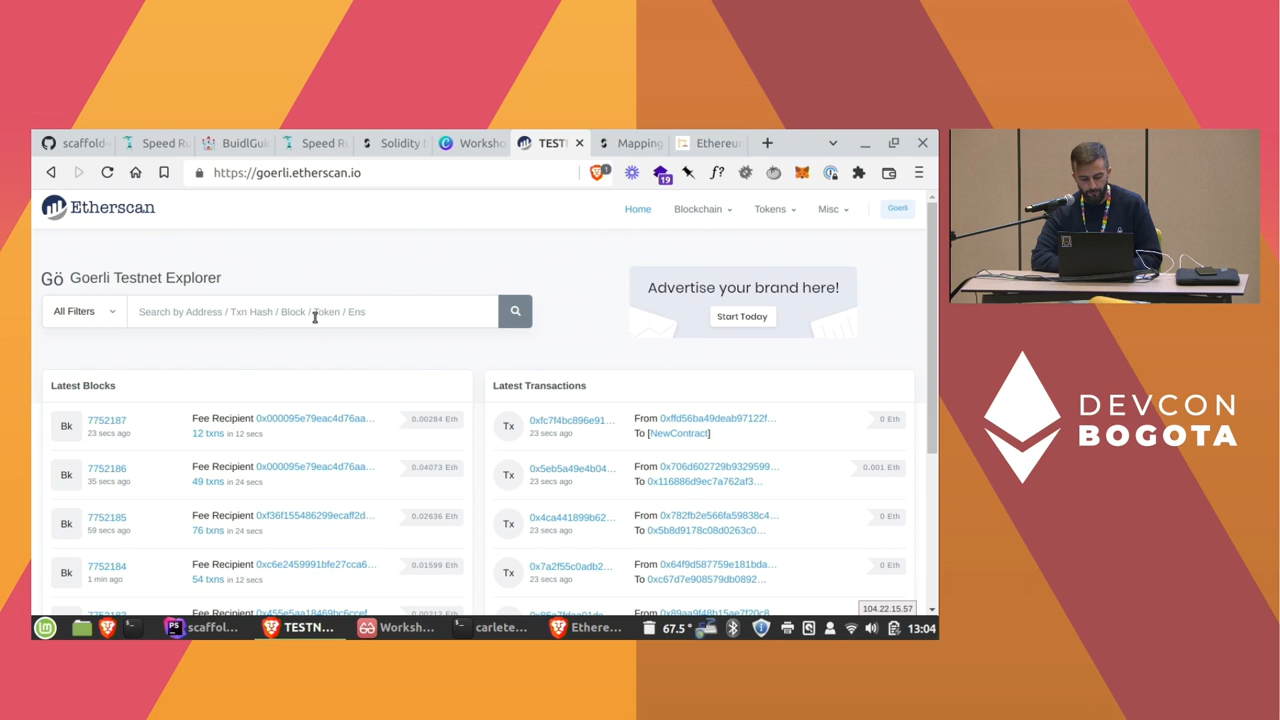 scaffold-
Speed Ru
BuidlGui
Speed Ru
Solidity b
Worksho
TESTN
Mapping
Ethereur
https://goerli.etherscan.io
1
19
f?
Etherscan
Home
Blockchain
Tokens
Misc
Goerli
Gö Goerli Testnet Explorer
All Filters
Search by Address / Txn Hash / Block / Token / Ens
Advertise your brand here!
Start Today
Latest Blocks
Bk
7752187
23 secs ago
Fee Recipient 0x000095e79eac4d76aa...
12 txns in 12 secs
0.00284 Eth
Bk
7752186
35 secs ago
Fee Recipient 0x000095e79eac4d76aa...
49 txns in 24 secs
0.04073 Eth
Bk
7752185
59 secs ago
Fee Recipient 0xf36f155486299ecaff2d...
76 txns in 24 secs
0.02636 Eth
Bk
7752184
1 min ago
Fee Recipient 0xc6e2459991bfe27cca6...
54 txns in 12 secs
0.01599 Eth
Latest Transactions
Tx
0xfc7f4bc896e91...
23 secs ago
From 0xffd56ba49deab97122f...
To [NewContract]
0 Eth
Tx
0x5eb5a49e4b04...
23 secs ago
From 0x706d602729b9329599...
To 0x116886d9ec7a762af3...
0.001 Eth
Tx
0x4ca441899b62...
23 secs ago
From 0x782fb2e566fa59838c4...
To 0x5b8d9178c08d0263c0...
0 Eth
Tx
0x7a2f55c0adb2...
23 secs ago
From 0x64f9d587759e181bda...
To 0xc67d7e908579db0892...
0 Eth
104.22.15.57
scaffol...
TESTN...
Worksh...
carlete...
Ethere...
67.5 °
13:04
DEVCON
BOGOTA